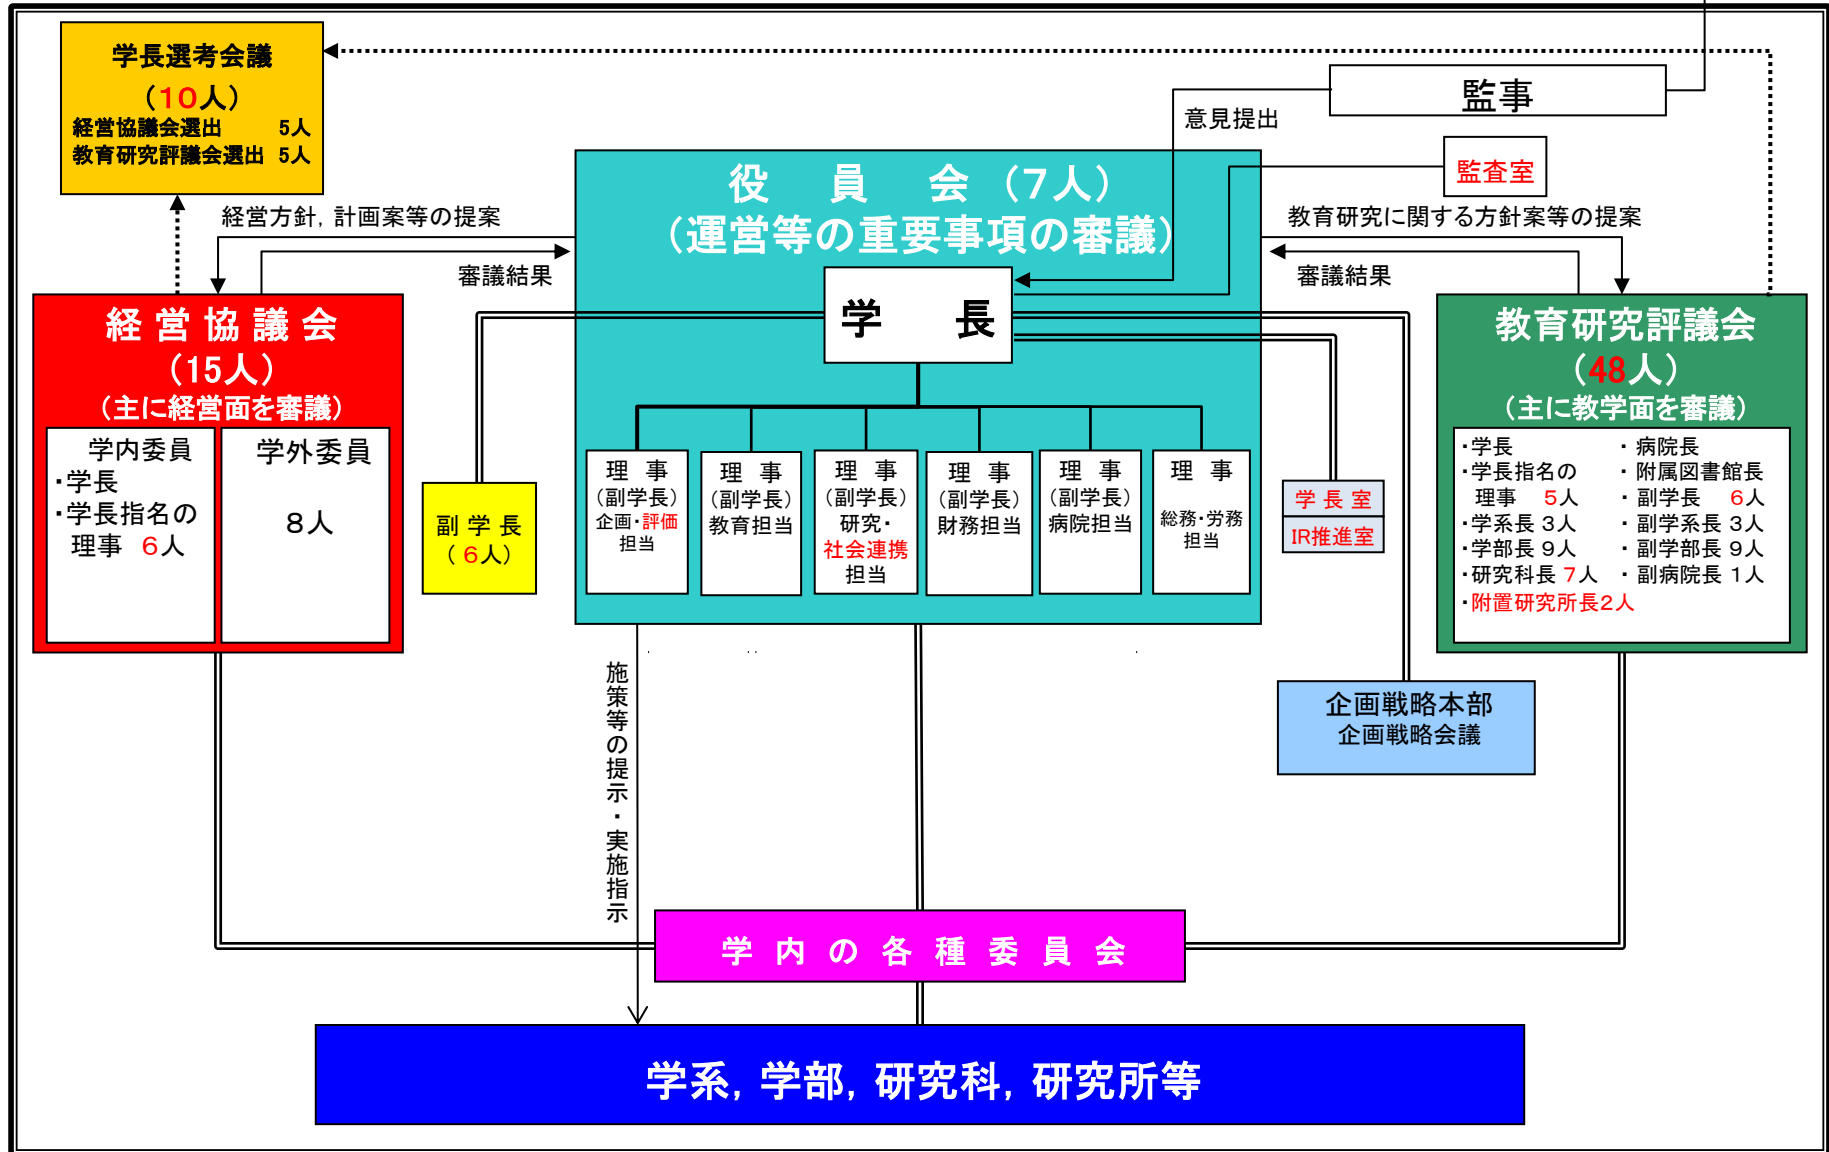 学長選考会議
（10人）
経営協議会選出 5人
教育研究評議会選出 5人
監事
意見提出
監査室
役 員 会（7人）
（運営等の重要事項の審議）
経営方針, 計画案等の提案
審議結果
教育研究に関する方針案等の提案
審議結果
学 長
経 営 協 議 会
（15人）
（主に経営面を審議）
学内委員
・学長
・学長指名の
理事 6人
学外委員
8人
副 学 長
（ 6人）
理 事
（副学長）
企画・評価
担当
理 事
（副学長）
教育担当
理 事
（副学長）
研究・
社会連携
担当
理 事
（副学長）
財務担当
理 事
（副学長）
病院担当
理 事
総務・労務
担当
学 長 室
IR推進室
教育研究評議会
（48人）
（主に教学面を審議）
・学長
・学長指名の
理事 5人
・学系長 3人
・学部長 9人
・研究科長 7人
・附置研究所長2人
・ 病院長
・ 附属図書館長
・ 副学長 6人
・ 副学系長 3人
・ 副学部長 9人
・ 副病院長 1人
企画戦略本部
企画戦略会議
施策等の提示・実施指示
学 内 の 各 種 委 員 会
学系, 学部, 研究科, 研究所等